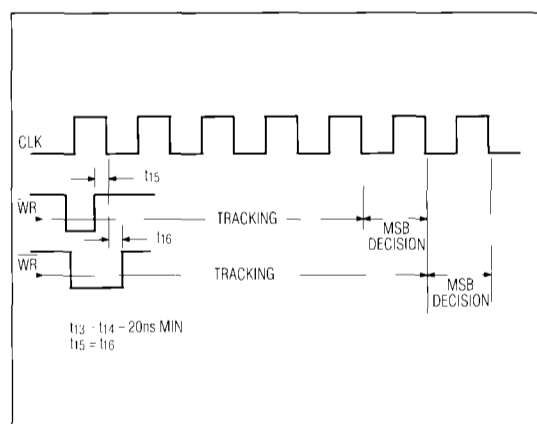 CLK
t15
WR
TRACKING
MSB
DECISION
t16
WR
TRACKING
MSB
DECISION
t13 - t14 - 20ns MIN
t15 = t16